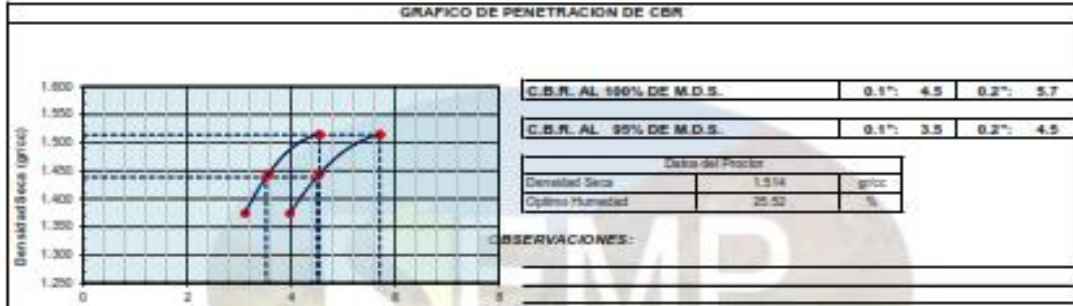 GRAFICO DE PENETRACION DE CBR
1.600
1.550
1.500
1.450
1.400
1.350
1.300
1.250
Densidad Seca (gr/cc)
0 2 4 6 8
C.B.R. AL 100% DE M.D.S. 0.1": 4.5 0.2": 5.7
C.B.R. AL 95% DE M.D.S. 0.1": 3.5 0.2": 4.5
Datos del Proctor
Densidad Seca 1.514 gr/cc
Optimo Humedad 25.52 %
OBSERVACIONES: